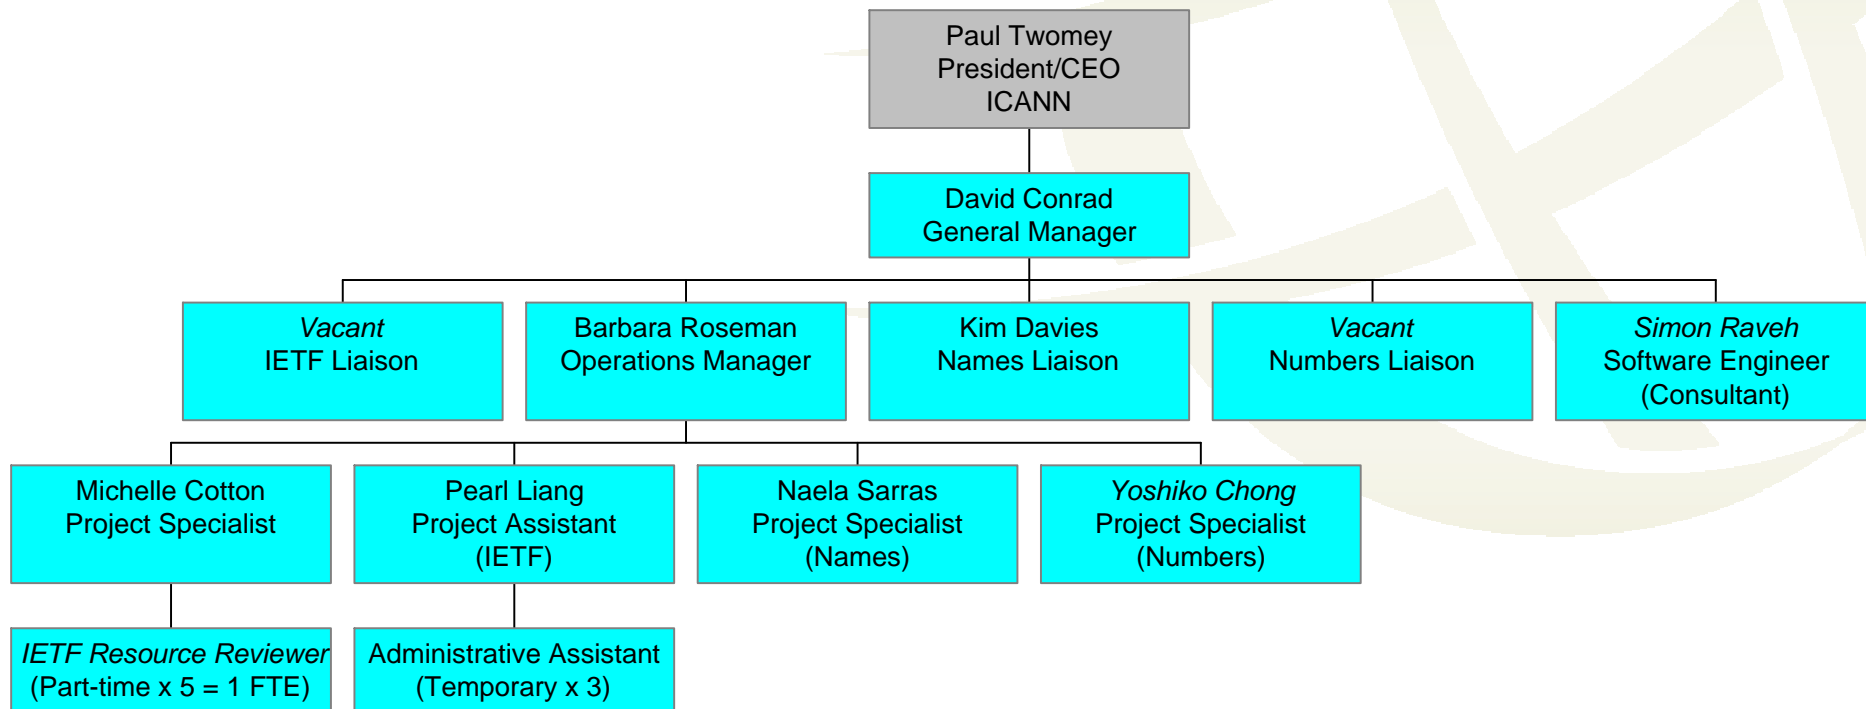 Paul Twomey
President/CEO
ICANN
David Conrad
General Manager
Vacant
IETF Liaison
Barbara Roseman
Operations Manager
Kim Davies
Names Liaison
Vacant
Numbers Liaison
Simon Raveh
Software Engineer
(Consultant)
Michelle Cotton
Project Specialist
Pearl Liang
Project Assistant
(IETF)
Naela Sarras
Project Specialist
(Names)
Yoshiko Chong
Project Specialist
(Numbers)
IETF Resource Reviewer
(Part-time x 5 = 1 FTE)
Administrative Assistant
(Temporary x 3)